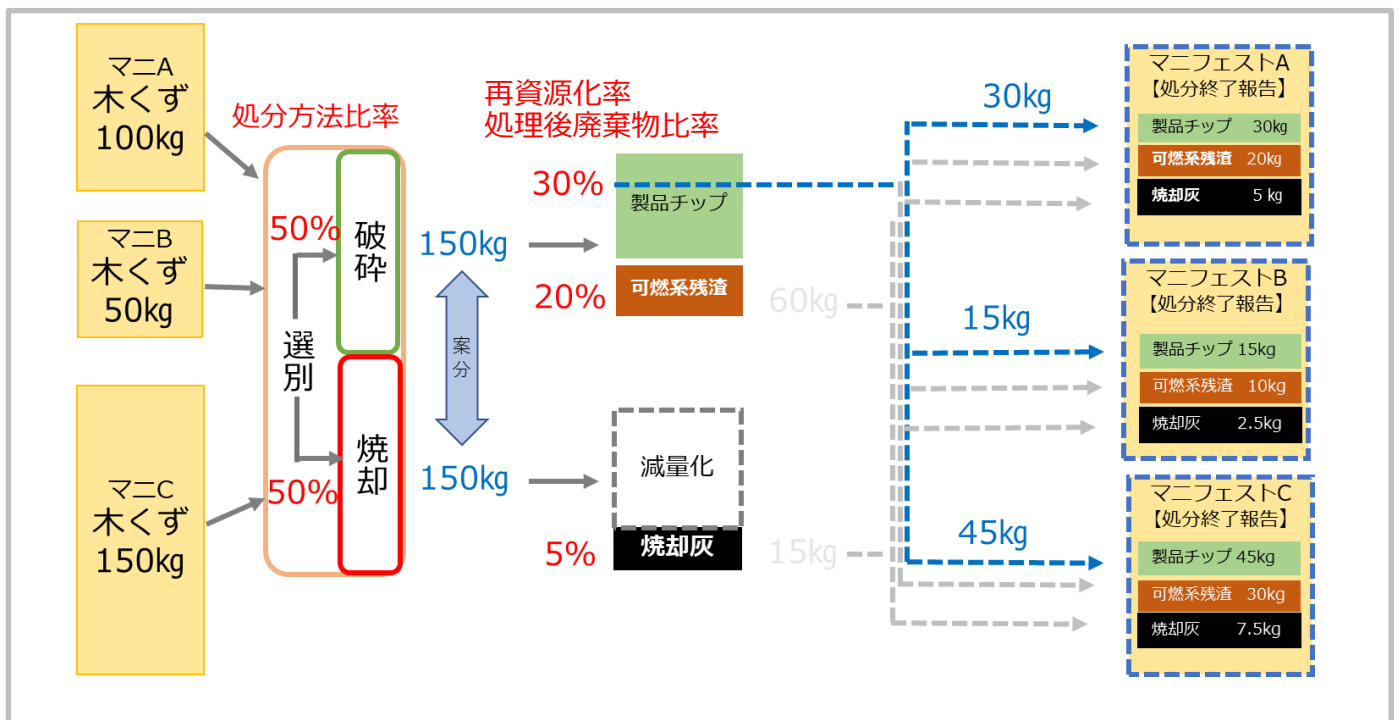 マニA
木くず
100kg
マニB
木くず
50kg
マニC
木くず
150kg
処分方法比率
50%
破砕
選別
50%
焼却
150kg
案分
150kg
再資源化率
処理後廃棄物比率
30%
製品チップ
20%
可燃系残渣
60kg
減量化
5%
焼却灰
15kg
30kg
15kg
45kg
マニフェストA
【処分終了報告】
製品チップ 30kg
可燃系残渣 20kg
焼却灰 5 kg
マニフェストB
【処分終了報告】
製品チップ 15kg
可燃系残渣 10kg
焼却灰 2.5kg
マニフェストC
【処分終了報告】
製品チップ 45kg
可燃系残渣 30kg
焼却灰 7.5kg